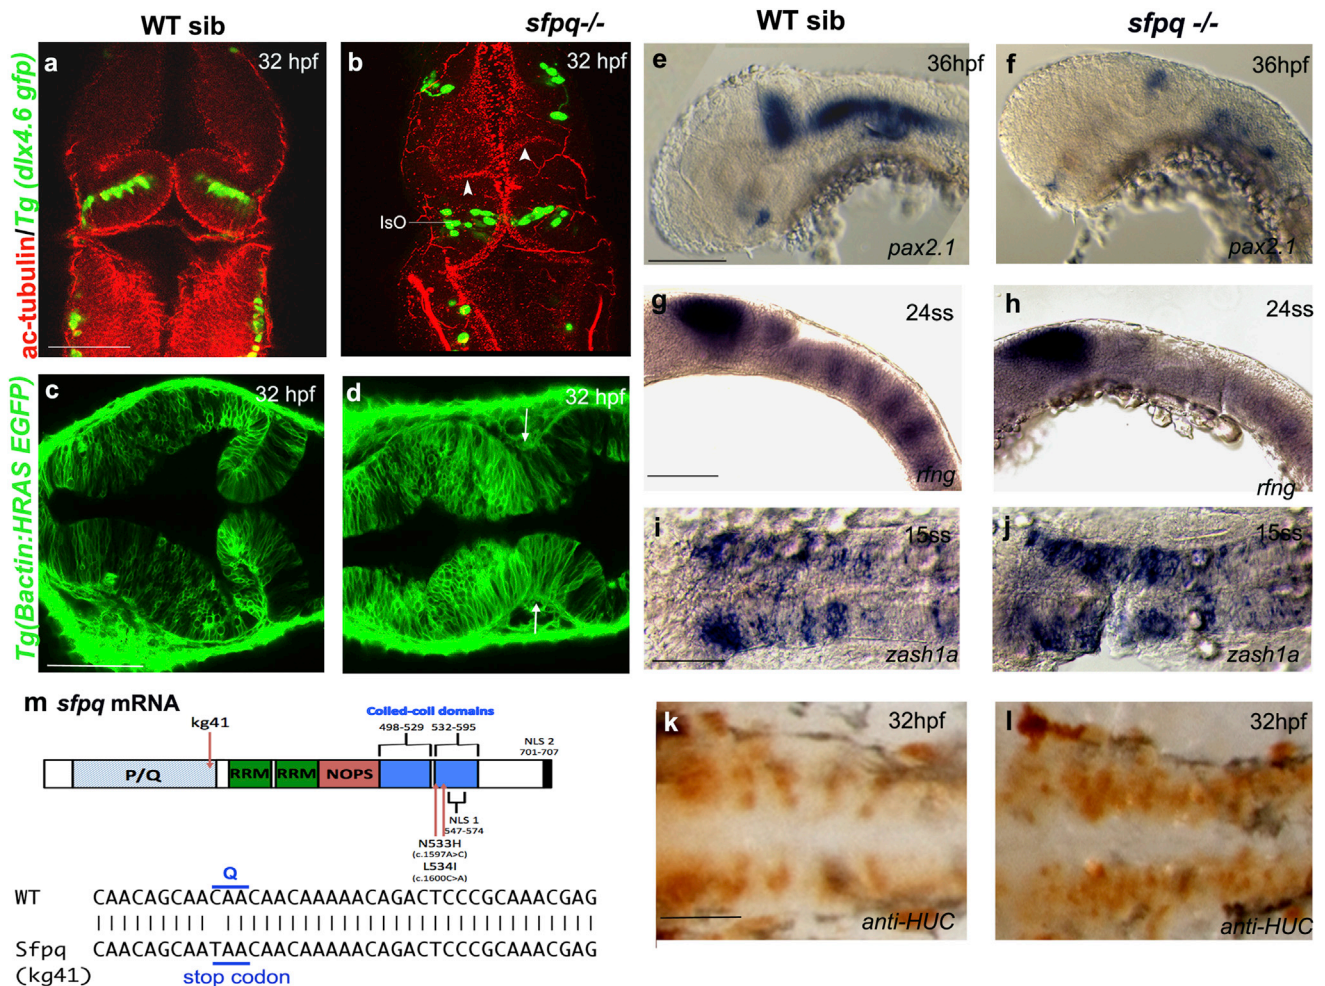 WT sib
sfpq-/-
WT sib
sfpq -/-
ac-tubulin/Tg (dlx4.6 gfp)
a
32 hpf
b
32 hpf
IsO
e
36hpf
pax2.1
f
36hpf
pax2.1
g
24ss
rfng
h
24ss
rfng
Tg(Bactin:HRAS EGFP)
c
32 hpf
d
32 hpf
i
15ss
zash1a
j
15ss
zash1a
k
32hpf
anti-HUC
l
32hpf
anti-HUC
m sfpq mRNA
kg41
Coiled-coil domains
498-529 532-595
NLS 2
701-707
P/Q RRM RRM NOPS
NLS 1
547-574
N533H
(c.1597A>C)
L534I
(c.1600C>A)
Q
WT CAACAGCAACAACAACAAAAACAGACTCCCGCAAACGAG
Sfpq CAACAGCAATAACAACAAAAACAGACTCCCGCAAACGAG
(kg41)
stop codon